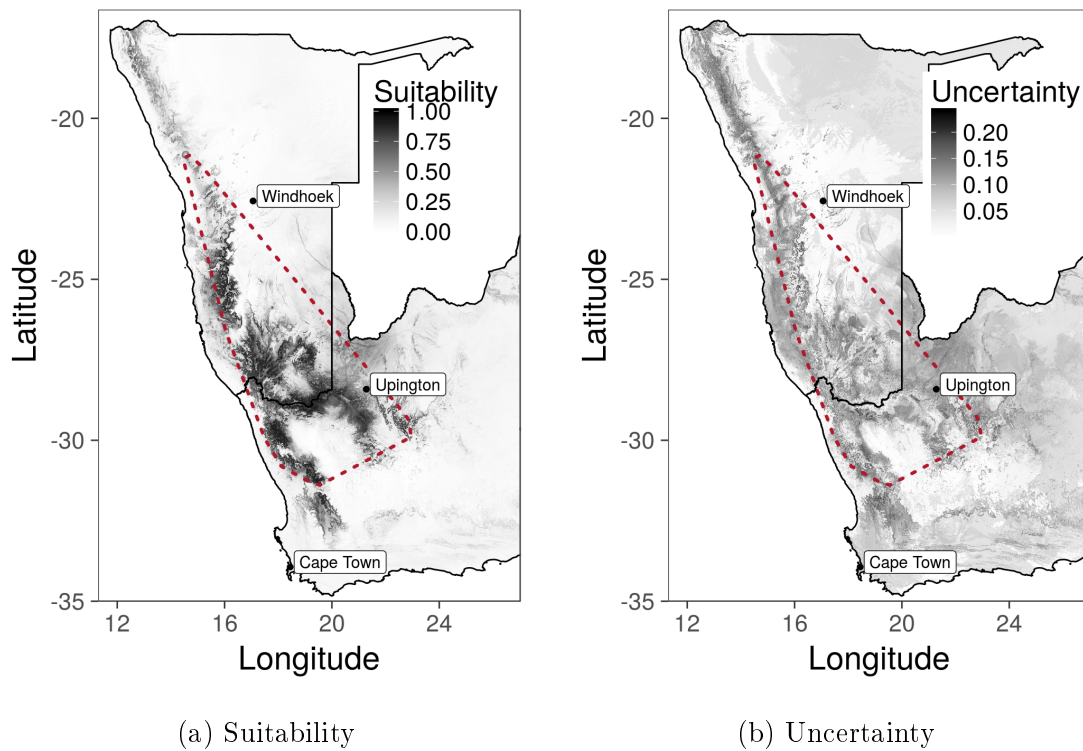 Suitability
1.00
0.75
0.50
0.25
0.00
Windhoek
Upington
Cape Town
-20
-25
-30
-35
12
16
20
24
Latitude
Longitude
(a) Suitability
Uncertainty
0.20
0.15
0.10
0.05
Windhoek
Upington
Cape Town
-20
-25
-30
-35
12
16
20
24
Latitude
Longitude
(b) Uncertainty